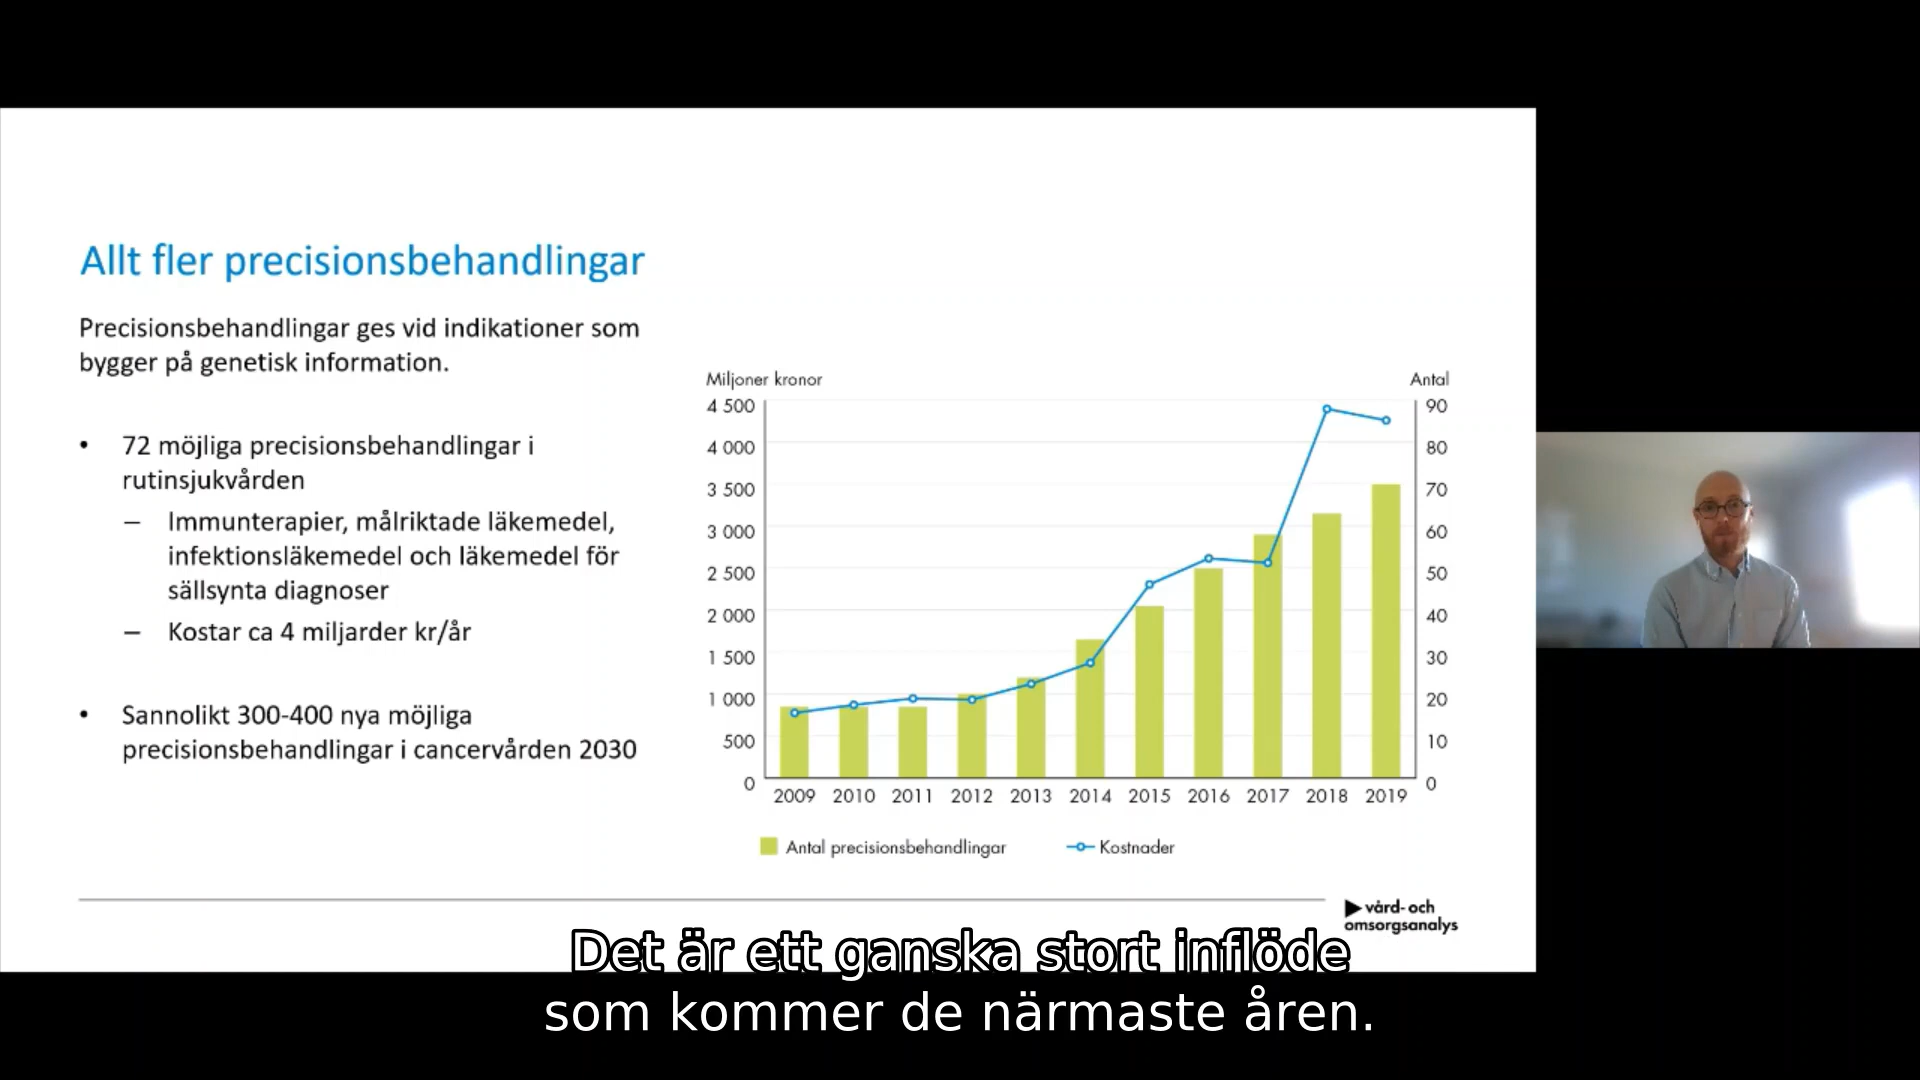 Allt fler precisionsbehandlingar
Precisionsbehandlingar ges vid indikationer som
bygger på genetisk information.
• 72 möjliga precisionsbehandlingar i
rutinsjukvården
– Immunterapier, målriktade läkemedel,
infektionsläkemedel och läkemedel för
sällsynta diagnoser
– Kostar ca 4 miljarder kr/år
• Sannolikt 300-400 nya möjliga
precisionsbehandlingar i cancervården 2030
Miljoner kronor Antal
4 500 90
4 000 80
3 500 70
3 000 60
2 500 50
2 000 40
1 500 30
1 000 20
500 10
0 0
2009 2010 2011 2012 2013 2014 2015 2016 2017 2018 2019
Antal precisionsbehandlingar Kostnader
vård- och
omsorgsanalys
Det är ett ganska stort inflöde
som kommer de närmaste åren.